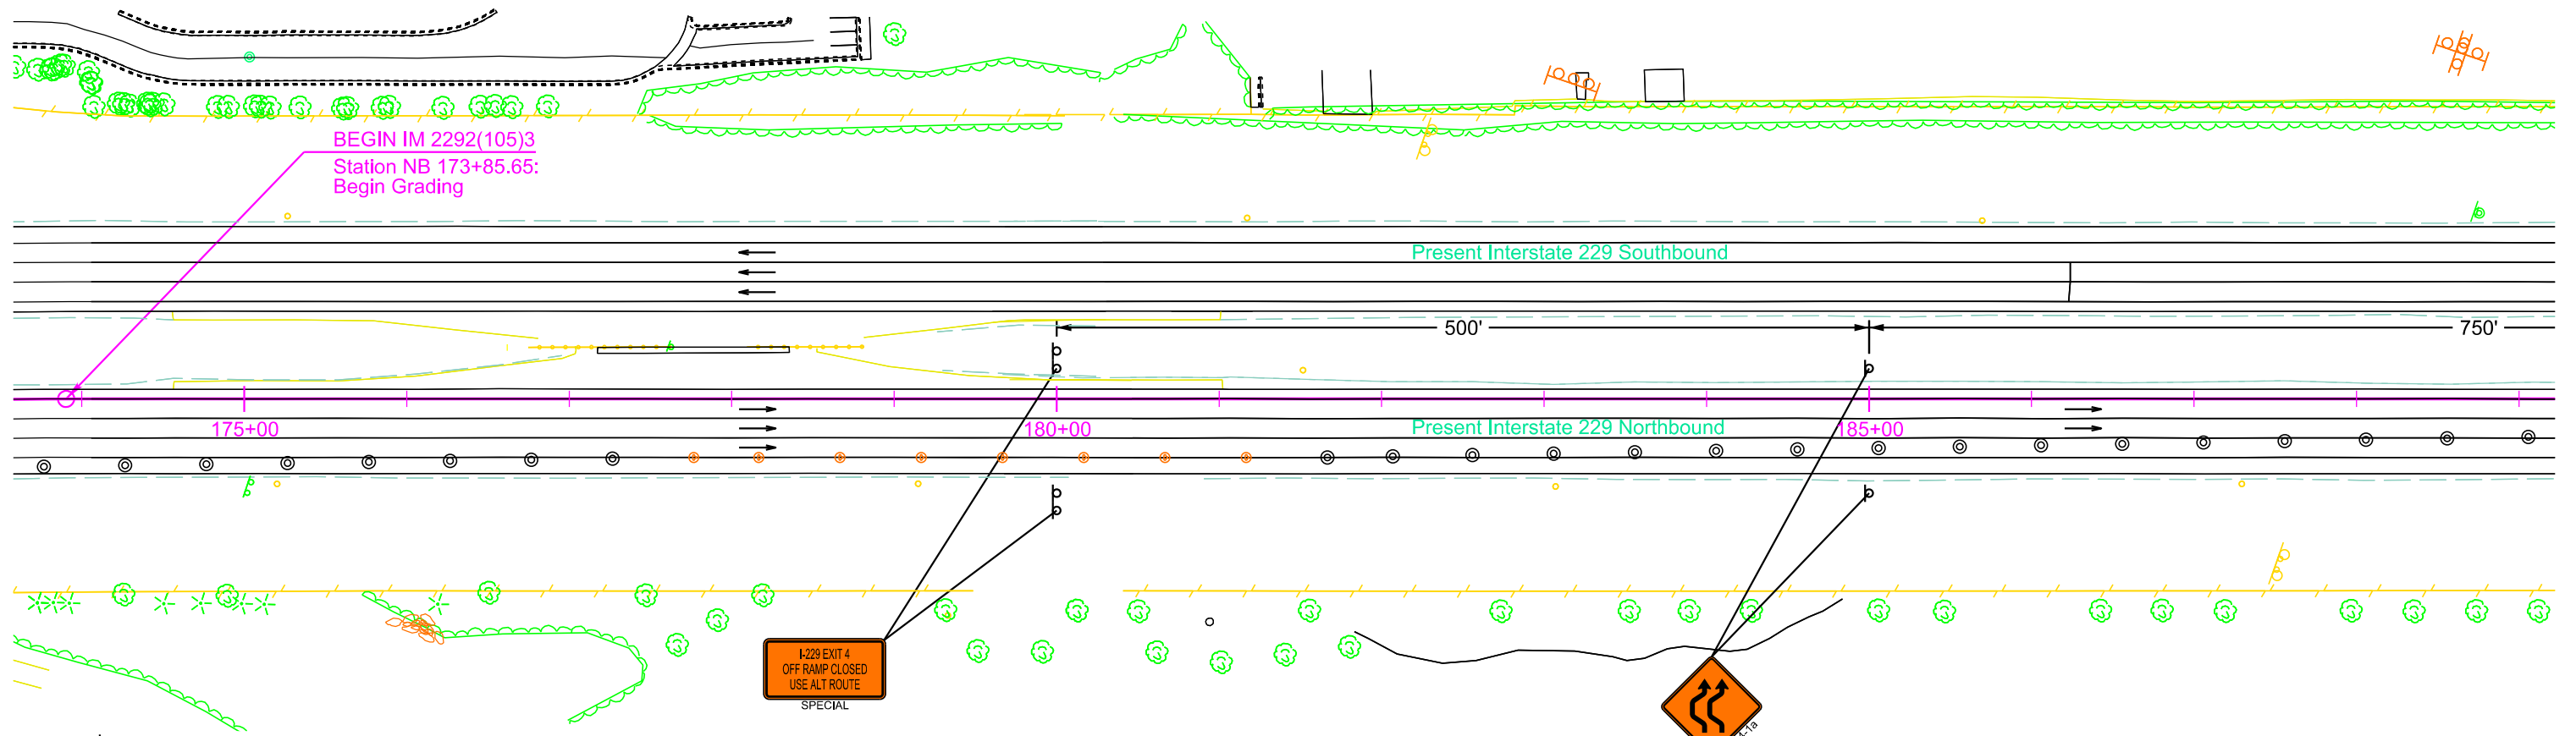 BEGIN IM 2292(105)3
Station NB 173+85.65:
Begin Grading
Present Interstate 229 Southbound
500'
750'
175+00
180+00
Present Interstate 229 Northbound
185+00
I-229 EXIT 4
OFF RAMP CLOSED
USE ALT ROUTE
SPECIAL